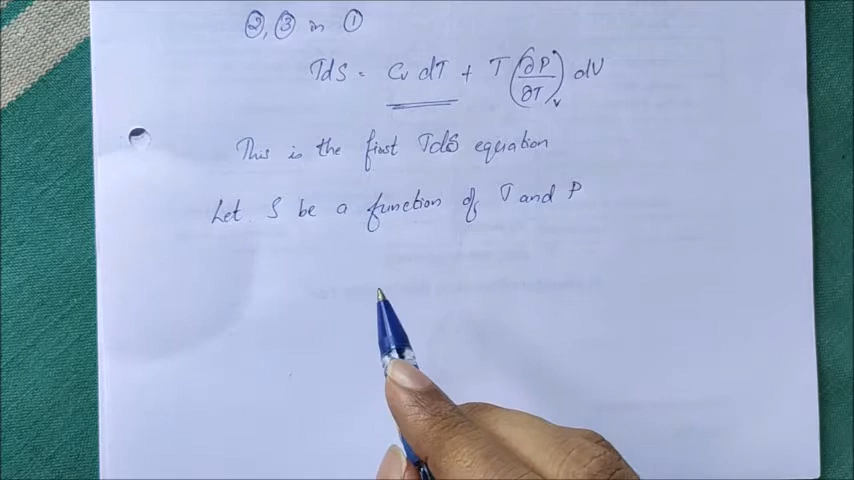 ②, ③ in ①
TdS = Cv dT + T (∂P/∂T)v dV
This is the first TdS equation
Let S be a function of T and P